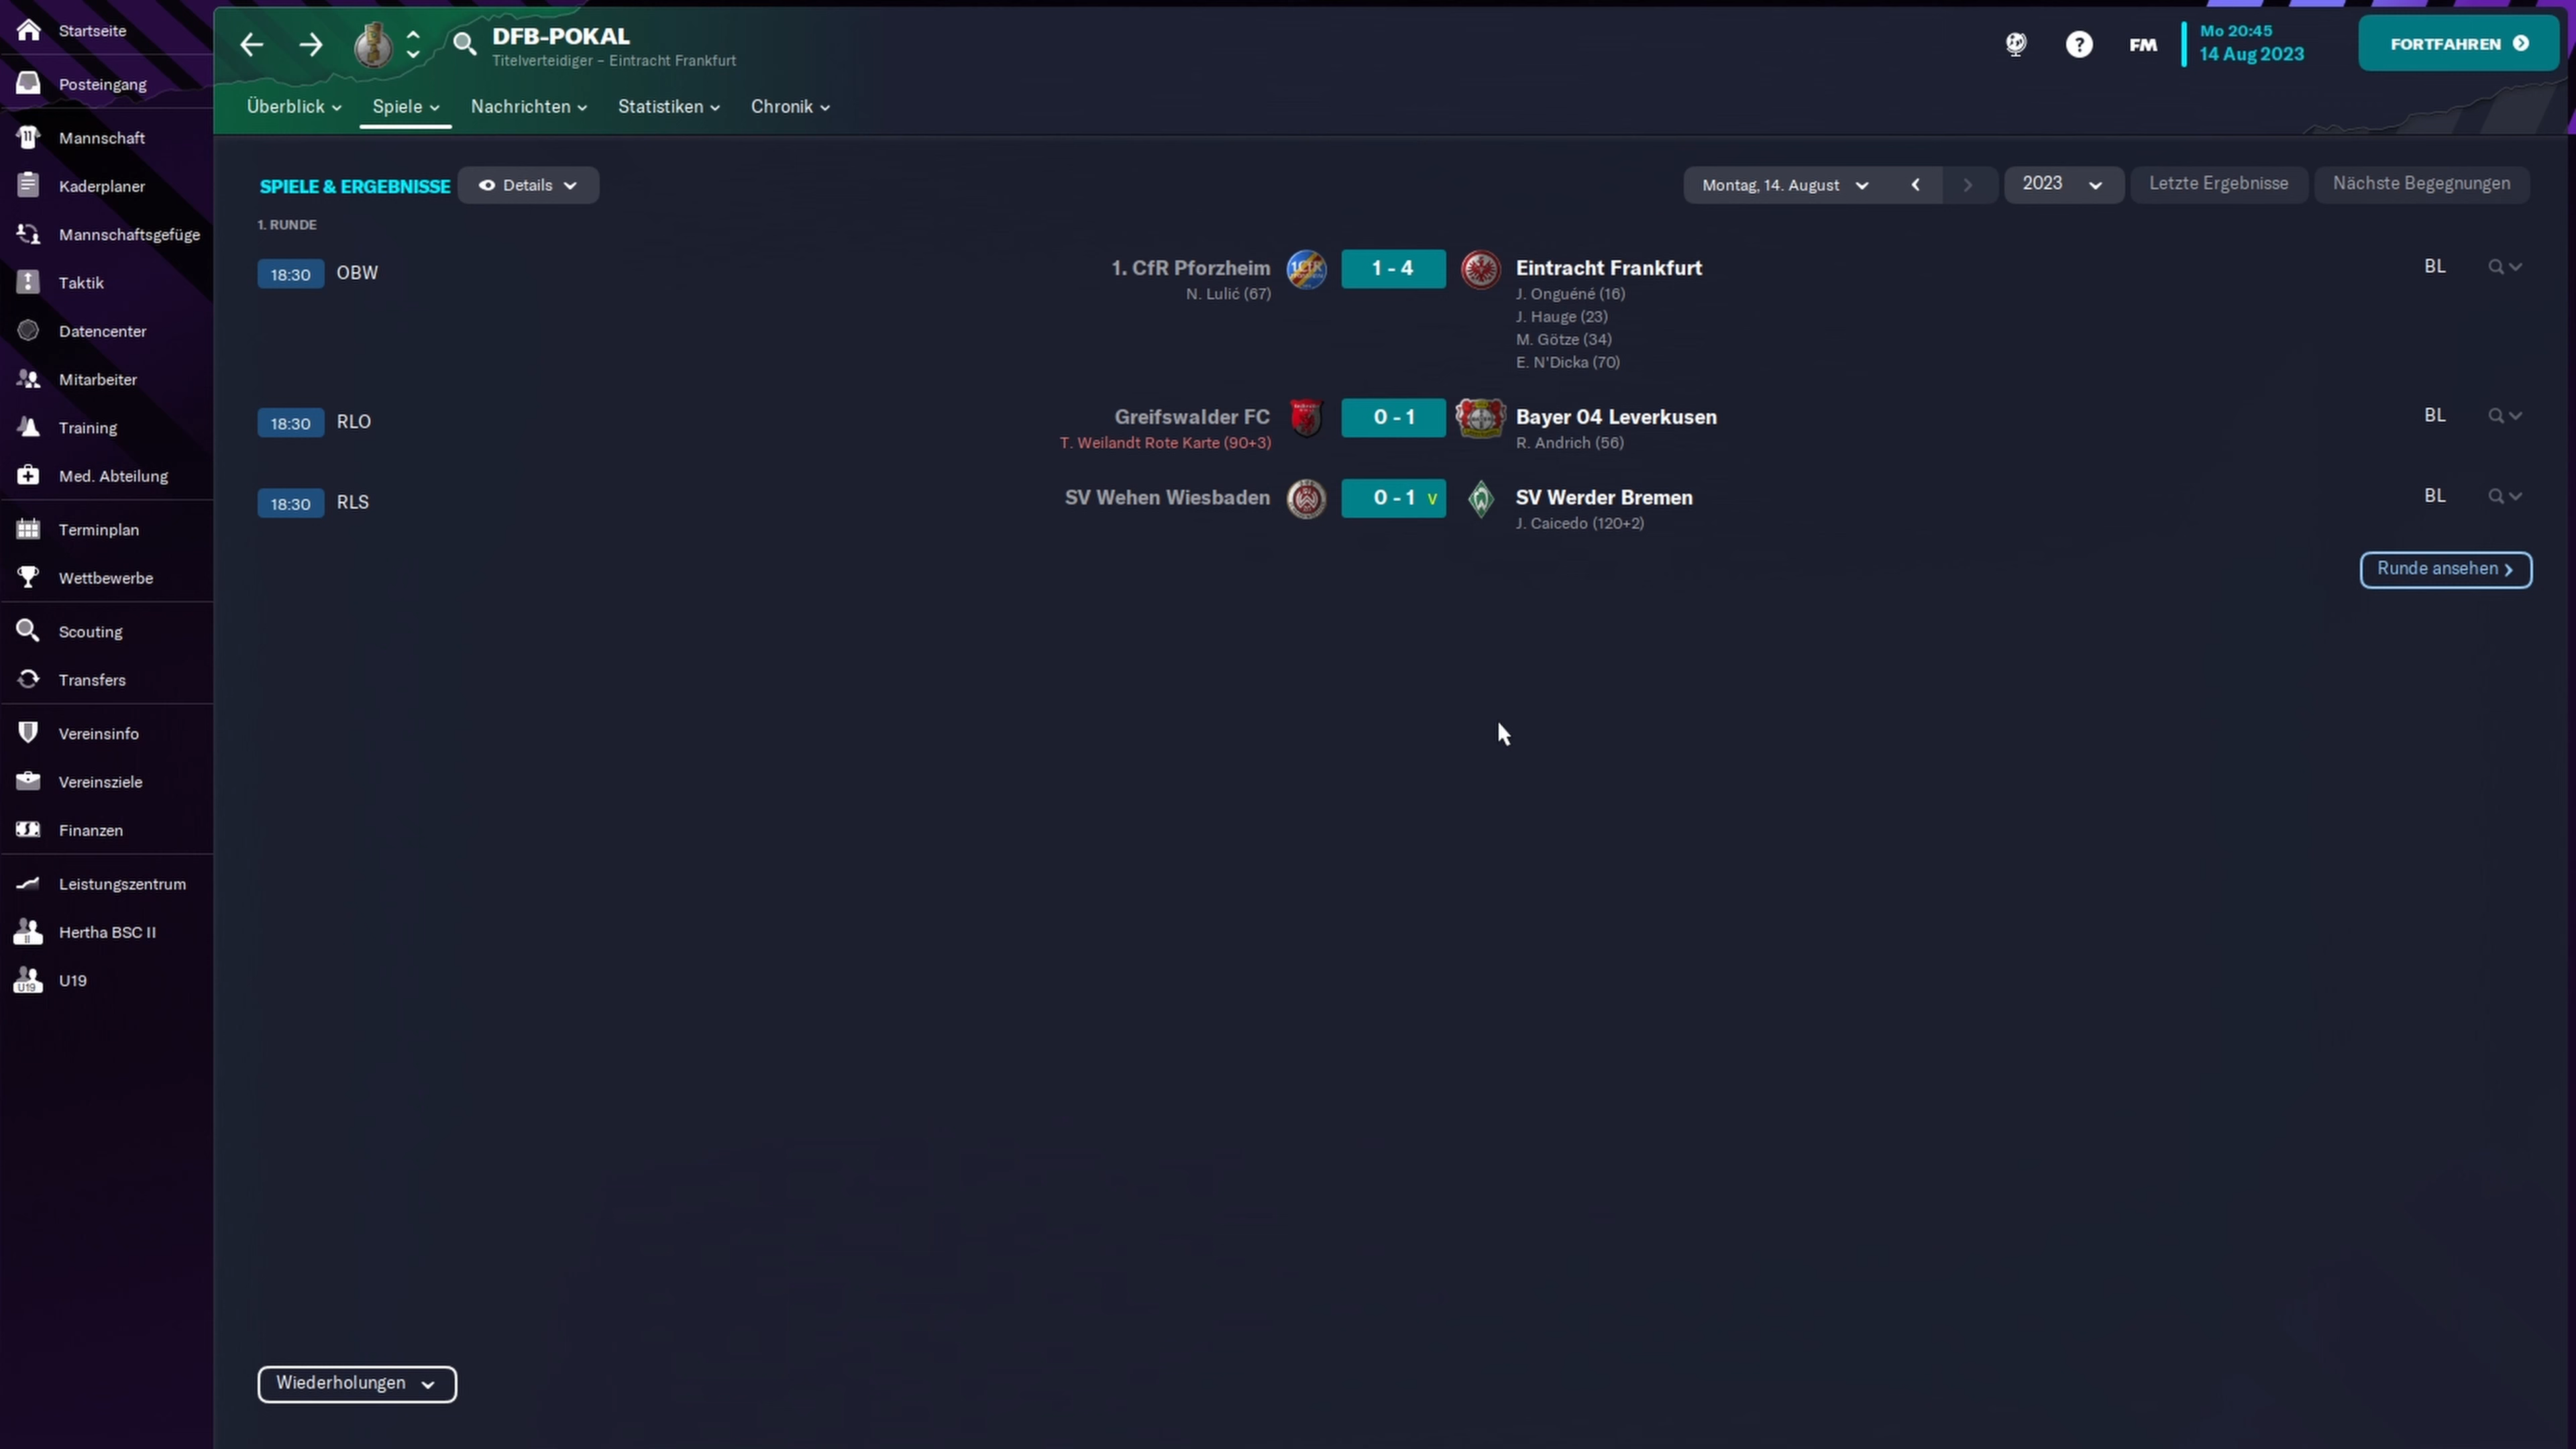 Startseite
Posteingang
Mannschaft
Kaderplaner
Mannschaftsgefüge
Taktik
Datencenter
Mitarbeiter
Training
Med. Abteilung
Terminplan
Wettbewerbe
Scouting
Transfers
Vereinsinfo
Vereinsziele
Finanzen
Leistungszentrum
Hertha BSC II
U19
DFB-POKAL
Titelverteidiger – Eintracht Frankfurt
FM
Mo 20:45
14 Aug 2023
FORTFAHREN
Überblick Spiele Nachrichten Statistiken Chronik
SPIELE & ERGEBNISSE Details Montag, 14. August 2023 Letzte Ergebnisse Nächste Begegnungen
1. RUNDE
18:30 OBW 1. CfR Pforzheim 1 - 4 Eintracht Frankfurt BL
N. Lulić (67) J. Onguéné (16)
J. Hauge (23)
M. Götze (34)
E. N'Dicka (70)
18:30 RLO Greifswalder FC 0 - 1 Bayer 04 Leverkusen BL
T. Weilandt Rote Karte (90+3) R. Andrich (56)
18:30 RLS SV Wehen Wiesbaden 0 - 1 V SV Werder Bremen BL
J. Caicedo (120+2)
Runde ansehen
Wiederholungen